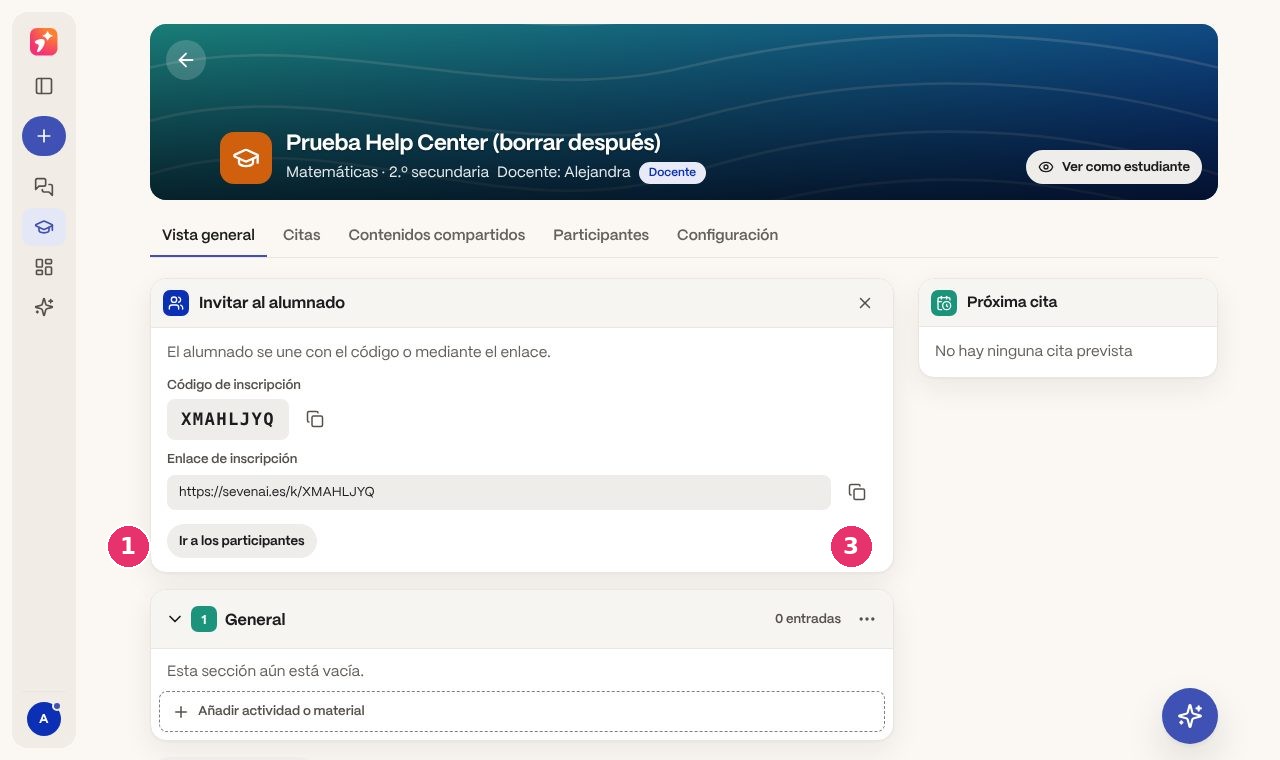 Prueba Help Center (borrar después)
Matemáticas · 2.º secundaria Docente: Alejandra Docente
Ver como estudiante
Vista general Citas Contenidos compartidos Participantes Configuración
Invitar al alumnado
El alumnado se une con el código o mediante el enlace.
Código de inscripción
XMAHLJYQ
Enlace de inscripción
https://sevenai.es/k/XMAHLJYQ
1 Ir a los participantes 3
1 General 0 entradas
Esta sección aún está vacía.
Añadir actividad o material
Próxima cita
No hay ninguna cita prevista
A